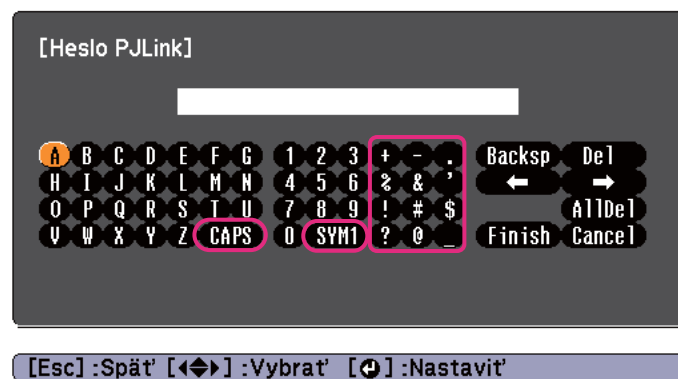 [Heslo PJLink]
A B C D E F G 1 2 3 + - . Backsp Del
H I J K L M N 4 5 6 % & ' ← →
O P Q R S T U 7 8 9 ! # $ AllDel
V W X Y Z CAPS 0 SYM1 ? @ _ Finish Cancel
[Esc] :Späť [◀◆▶] :Vybrať [↵] :Nastaviť